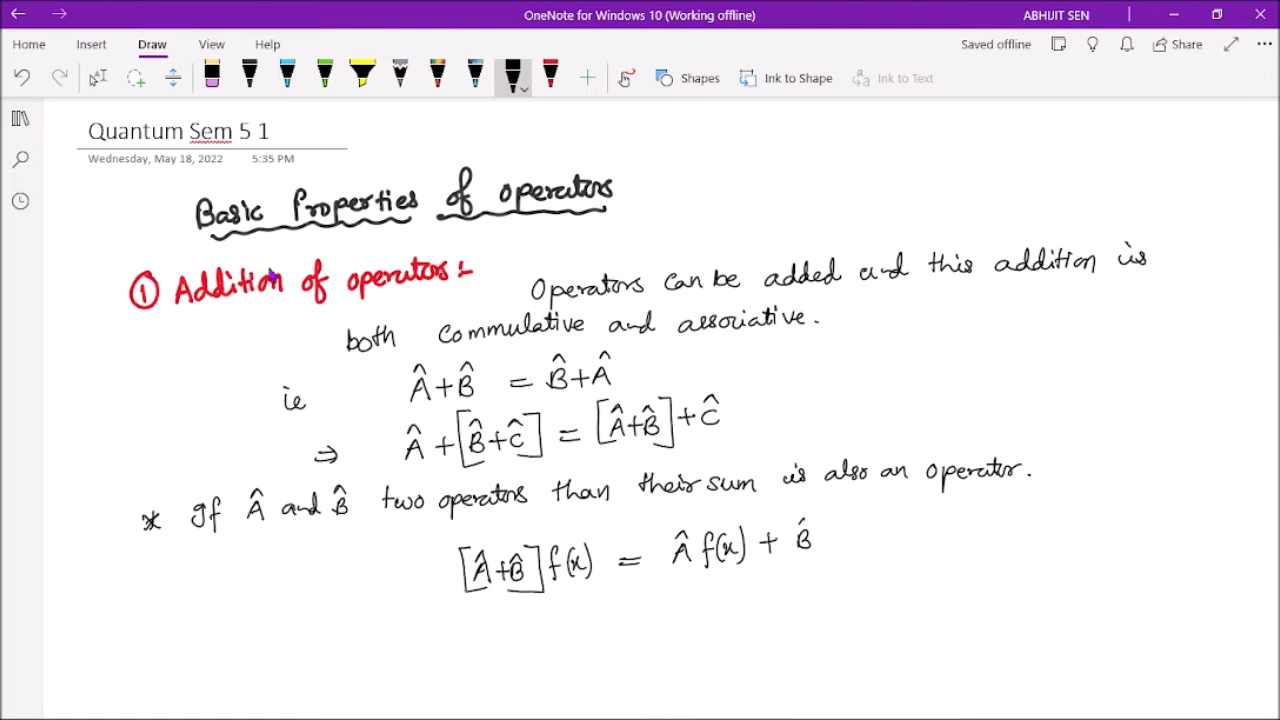 OneNote for Windows 10 (Working offline)
ABHIJIT SEN
Home Insert Draw View Help
Saved offline Share
Shapes Ink to Shape Ink to Text
Quantum Sem 5 1
Wednesday, May 18, 2022 5:35 PM
Basic Properties of operators
① Addition of operators :- Operators can be added and this addition is
both commulative and associative.
ie Â+B̂ = B̂+Â
⇒ Â+[B̂+Ĉ] = [Â+B̂]+Ĉ
* If Â and B̂ two operators than their sum is also an operator.
[Â+B̂]f(x) = Â f(x) + B̂